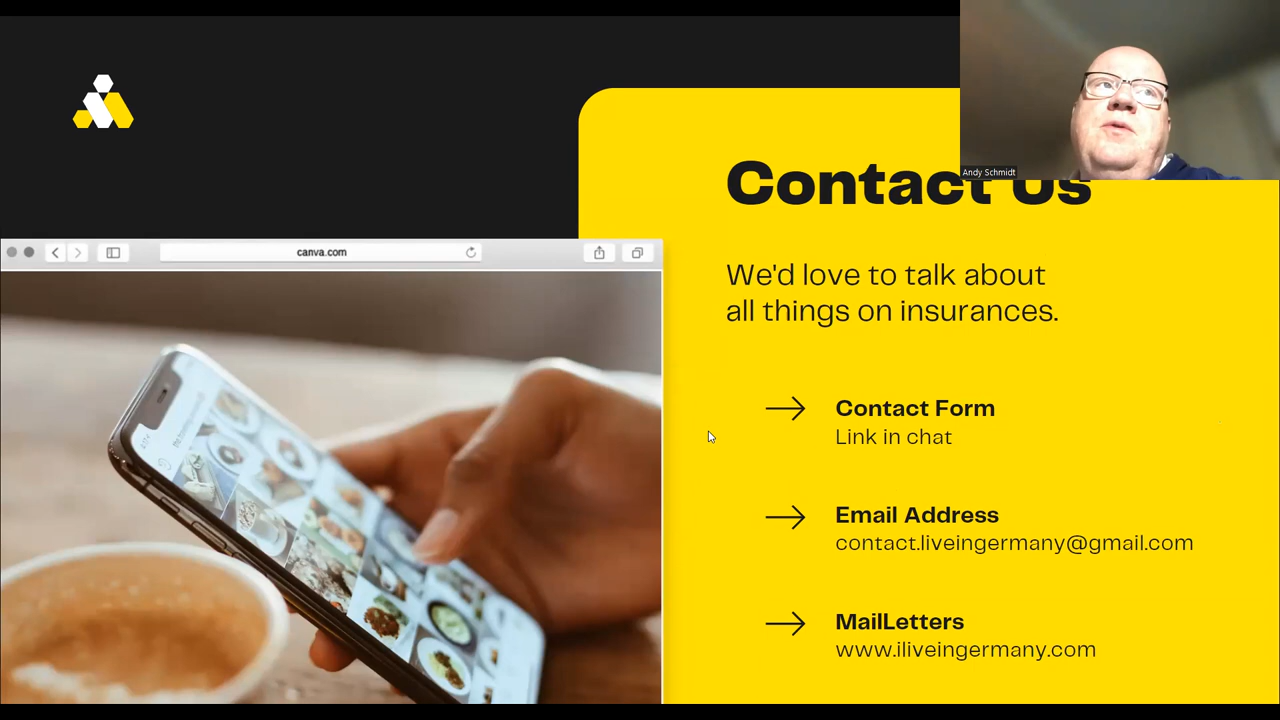 Andy Schmidt
Contact Us
canva.com
We'd love to talk about
all things on insurances.
Contact Form
Link in chat
Email Address
contact.liveingermany@gmail.com
MailLetters
www.iliveingermany.com